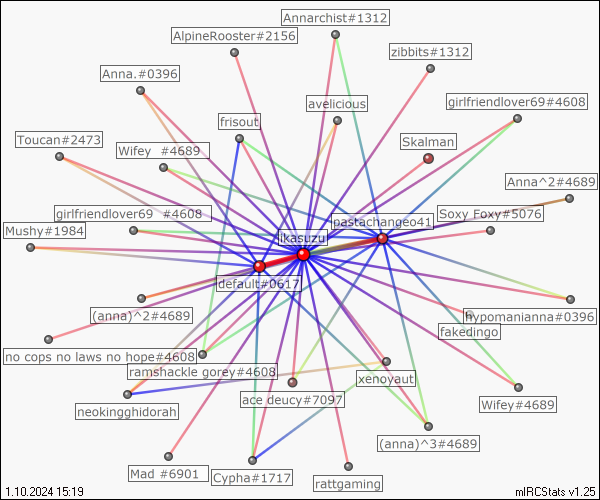 Annarchist#1312
AlpineRooster#2156
zibbits#1312
Anna.#0396
avelicious
girlfriendlover69#4608
frisout
Toucan#2473
Skalman
Wifey  #4689
Anna^2#4689
girlfriendlover69  #4608
pastachangeo41
Soxy Foxy#5076
Mushy#1984
ikasuzu
default#0617
(anna)^2#4689
hypomanianna#0396
fakedingo
no cops no laws no hope#4608
ramshackle gorey#4608
xenoyaut
neokingghidorah
ace deucy#7097
Wifey#4689
(anna)^3#4689
Mad #6901
Cypha#1717
rattgaming
1.10.2024 15:19
mIRCStats v1.25